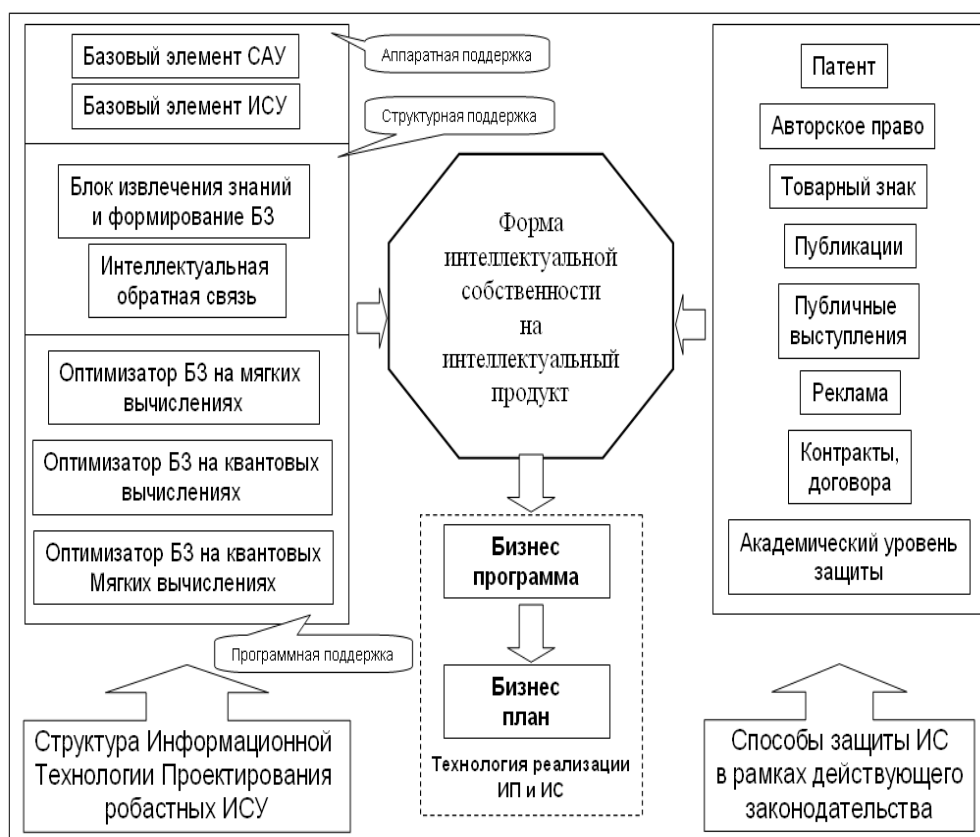 Базовый элемент САУ
Базовый элемент ИСУ
Аппаратная поддержка
Структурная поддержка
Блок извлечения знаний
и формирование БЗ
Интеллектуальная
обратная связь
Оптимизатор БЗ на мягких
вычислениях
Оптимизатор БЗ на квантовых
вычислениях
Оптимизатор БЗ на квантовых
Мягких вычислениях
Программная поддержка
Структура Информационной
Технологии Проектирования
робастных ИСУ
Форма
интеллектуальной
собственности
на
интеллектуальный
продукт
Бизнес
программа
Бизнес
план
Технология реализации
ИП и ИС
Патент
Авторское право
Товарный знак
Публикации
Публичные
выступления
Реклама
Контракты,
договора
Академический уровень
защиты
Способы защиты ИС
в рамках действующего
законодательства